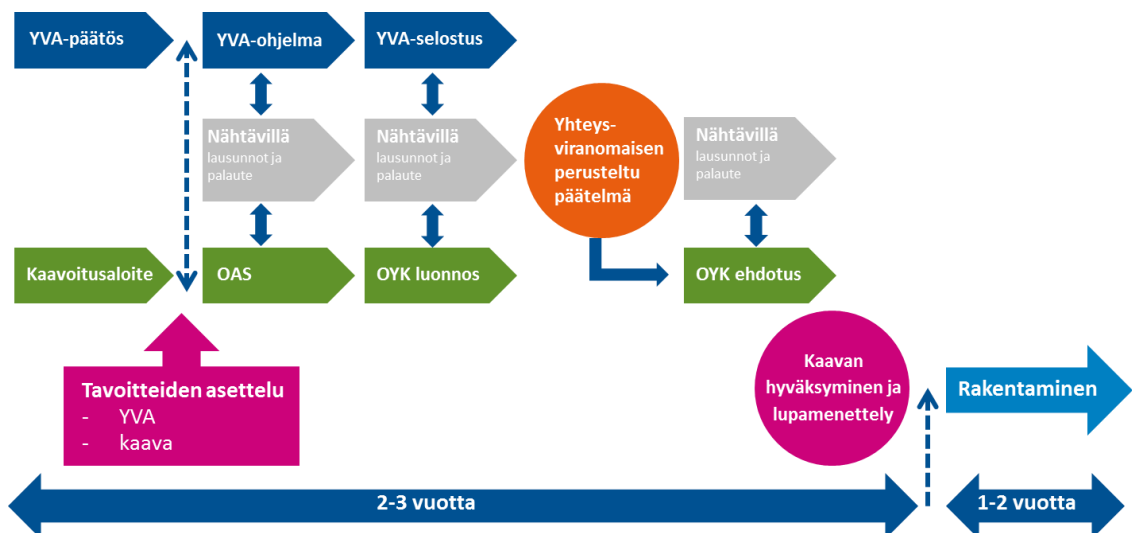 YVA-päätös
YVA-ohjelma
YVA-selostus
Nähtävillä
lausunnot ja
palaute
Nähtävillä
lausunnot ja
palaute
Yhteys-
viranomaisen
perusteltu
päätelmä
Nähtävillä
lausunnot ja
palaute
Kaavoitusaloite
OAS
OYK luonnos
OYK ehdotus
Tavoitteiden asettelu
- YVA
- kaava
Kaavan
hyväksyminen ja
lupamenettely
Rakentaminen
2-3 vuotta
1-2 vuotta